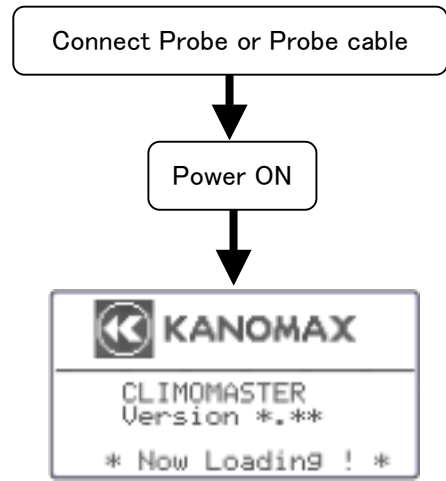 Connect Probe or Probe cable
Power ON
KANOMAX
CLIMOMASTER
Version *.**
* Now Loading ! *